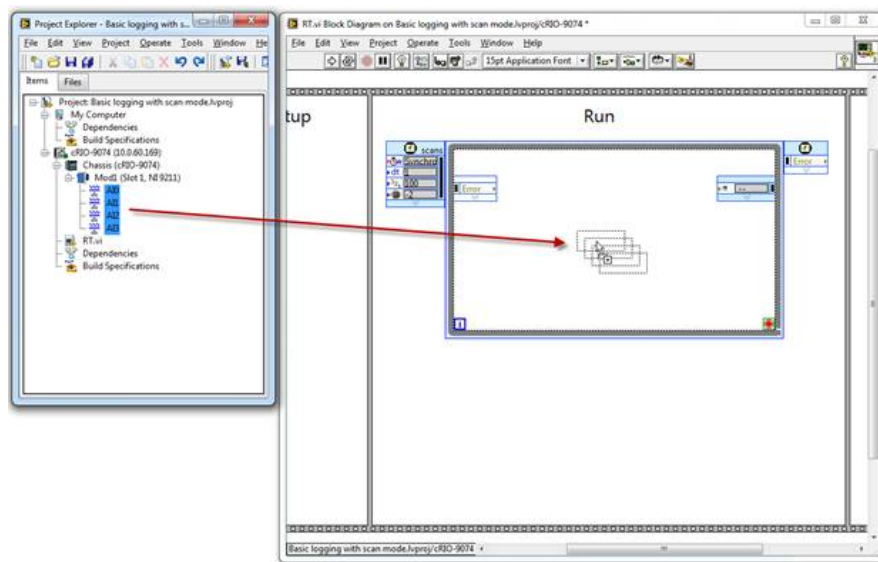 Project Explorer - Basic logging with s...
File Edit View Project Operate Tools Window He
Items Files
Project: Basic logging with scan mode.lvproj
My Computer
Dependencies
Build Specifications
cRIO-9074 (10.0.60.169)
Chassis (cRIO-9074)
Mod1 (Slot 1, NI 9211)
AI0
AI1
AI2
AI3
RT.vi
Dependencies
Build Specifications
RT.vi Block Diagram on Basic logging with scan mode.lvproj/cRIO-9074 *
File Edit View Project Operate Tools Window Help
15pt Application Font
tup
Run
scans
Synchro
dt 1
100
-2
Error
Error
i
Basic logging with scan mode.lvproj/cRIO-9074